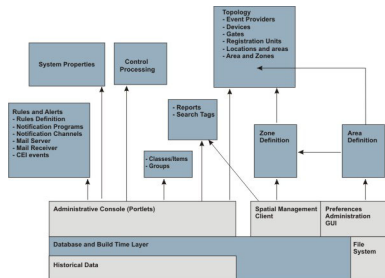 Topology
- Event Providers
- Devices
- Gates
- Registration Units
- Locations and areas
- Area and Zones
System Properties
Control
Processing
Rules and Alerts
- Rules Definition
- Notification Programs
- Notification Channels
- Mail Server
- Mail Receiver
- CEI events
- Reports
- Search Tags
- Classes/Items
- Groups
Zone
Definition
Area
Definition
Administrative Console (Portlets)
Spatial Management
Client
Preferences
Administration
GUI
Database and Build Time Layer
File
System
Historical Data